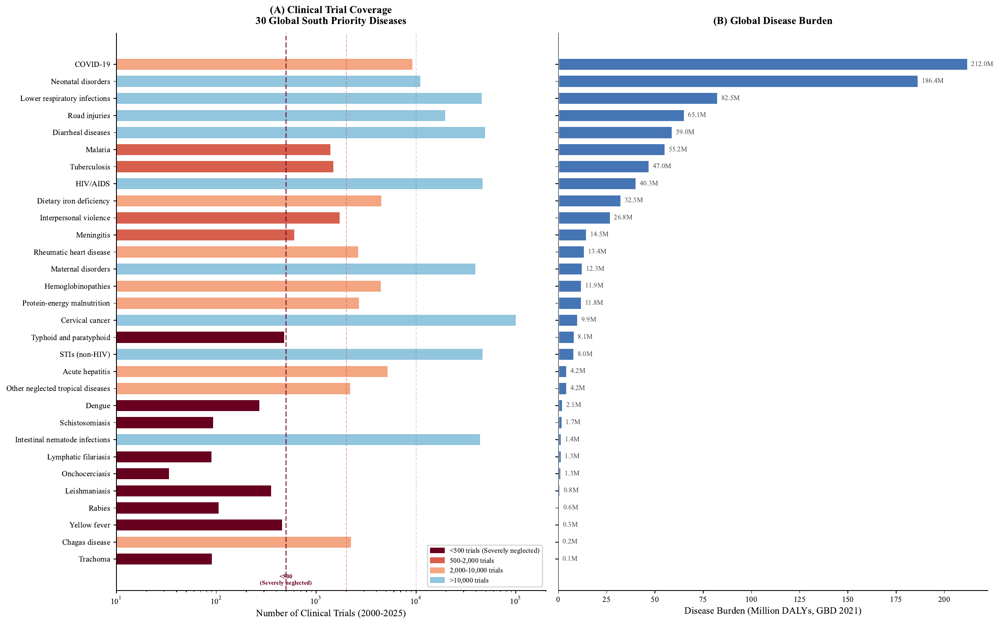 (A) Clinical Trial Coverage
30 Global South Priority Diseases
COVID-19
Neonatal disorders
Lower respiratory infections
Road injuries
Diarrheal diseases
Malaria
Tuberculosis
HIV/AIDS
Dietary iron deficiency
Interpersonal violence
Meningitis
Rheumatic heart disease
Maternal disorders
Hemoglobinopathies
Protein-energy malnutrition
Cervical cancer
Typhoid and paratyphoid
STIs (non-HIV)
Acute hepatitis
Other neglected tropical diseases
Dengue
Schistosomiasis
Intestinal nematode infections
Lymphatic filariasis
Onchocerciasis
Leishmaniasis
Rabies
Yellow fever
Chagas disease
Trachoma
<500
(Severely neglected)
<500 trials (Severely neglected)
500-2,000 trials
2,000-10,000 trials
>10,000 trials
10¹ 10² 10³ 10⁴ 10⁵
Number of Clinical Trials (2000-2025)
(B) Global Disease Burden
212.0M
186.4M
82.5M
65.1M
59.0M
55.2M
47.0M
40.3M
32.3M
26.8M
14.5M
13.4M
12.3M
11.9M
11.8M
9.9M
8.1M
8.0M
4.2M
4.2M
2.1M
1.7M
1.4M
1.3M
1.3M
0.8M
0.6M
0.3M
0.2M
0.1M
0 25 50 75 100 125 150 175 200
Disease Burden (Million DALYs, GBD 2021)